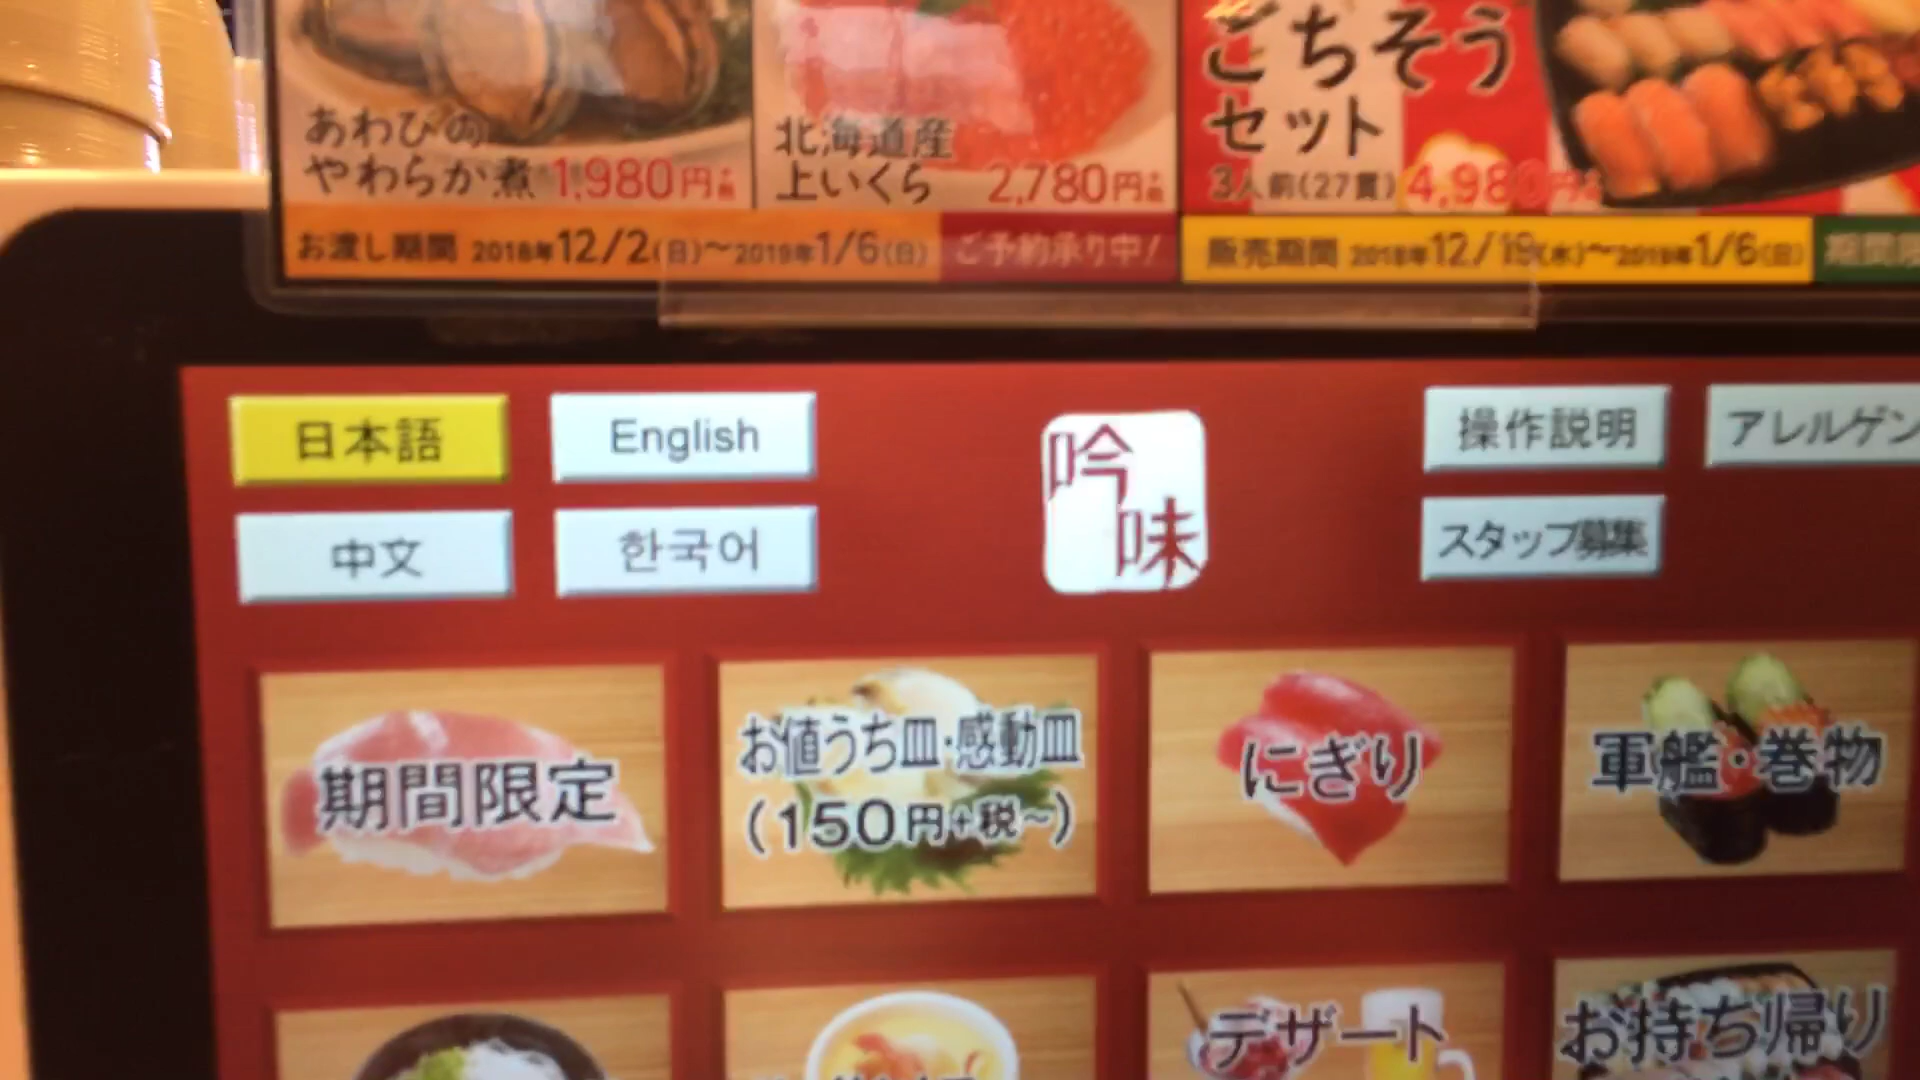 あわびの
やわらか煮 1,980円+税
北海道産
上いくら 2,780円+税
ごちそう
セット
3人前(27貫) 4,980円
お渡し期間 2018年12/2(日)〜2019年1/6(日) ご予約承り中!
販売期間 2018年12/19(水)〜2019年1/6(日) 期間限
日本語
English
中文
한국어
吟味
操作説明
アレルゲン
スタッフ募集
期間限定
お値うち皿・感動皿
(150円+税〜)
にぎり
軍艦・巻物
デザート
お持ち帰り